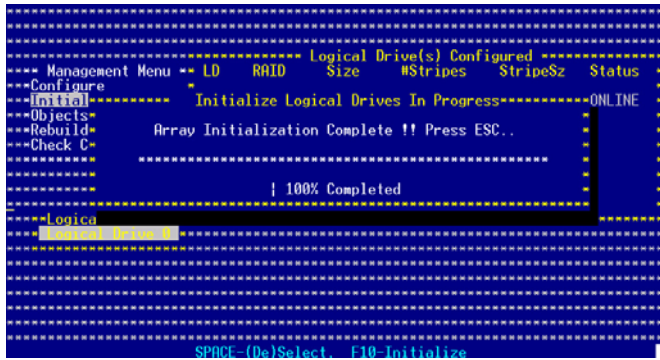 Logical Drive(s) Configured
Management Menu LD RAID Size #Stripes StripeSz Status
Configure
Initial Initialize Logical Drives In Progress ONLINE
Objects
Rebuild Array Initialization Complete !! Press ESC..
Check C
| 100% Completed
Logica
Logical Drive 0
SPACE-(De)Select, F10-Initialize